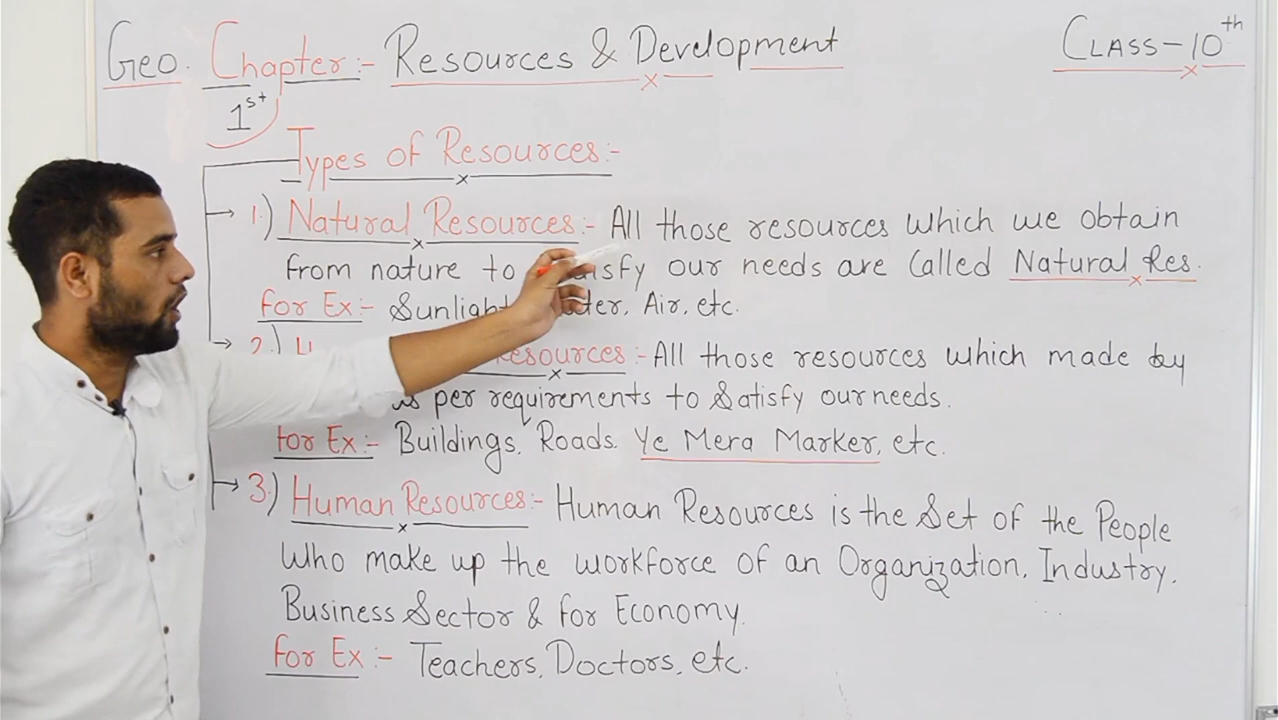 Geo. Chapter:- Resources & Development
CLASS-10th
1st
Types of Resources:-
1.) Natural Resources:- All those resources which we obtain
from nature to our needs are Called Natural Res.
for Ex:- Air, etc.
2.) Resources:- All those resources which made by
per requirements to Satisfy our needs.
for Ex:- Buildings, Roads. Ye Mera Marker, etc.
3.) Human Resources:- Human Resources is the Set of the People
Who make up the workforce of an Organization, Industry,
Business Sector & for Economy.
for Ex:- Teachers, Doctors, etc.